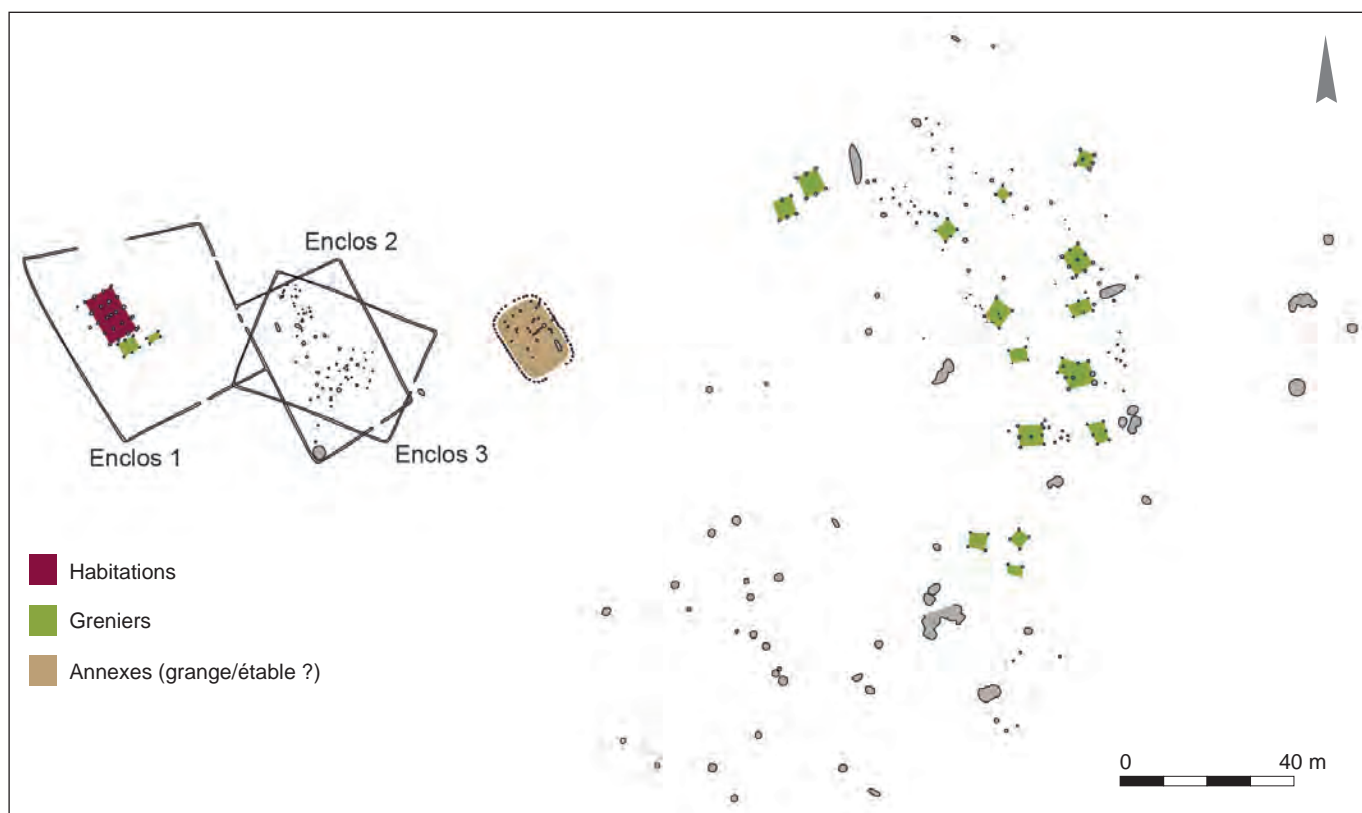 Enclos 2
Enclos 1
Enclos 3
Habitations
Greniers
Annexes (grange/étable ?)
0 40 m